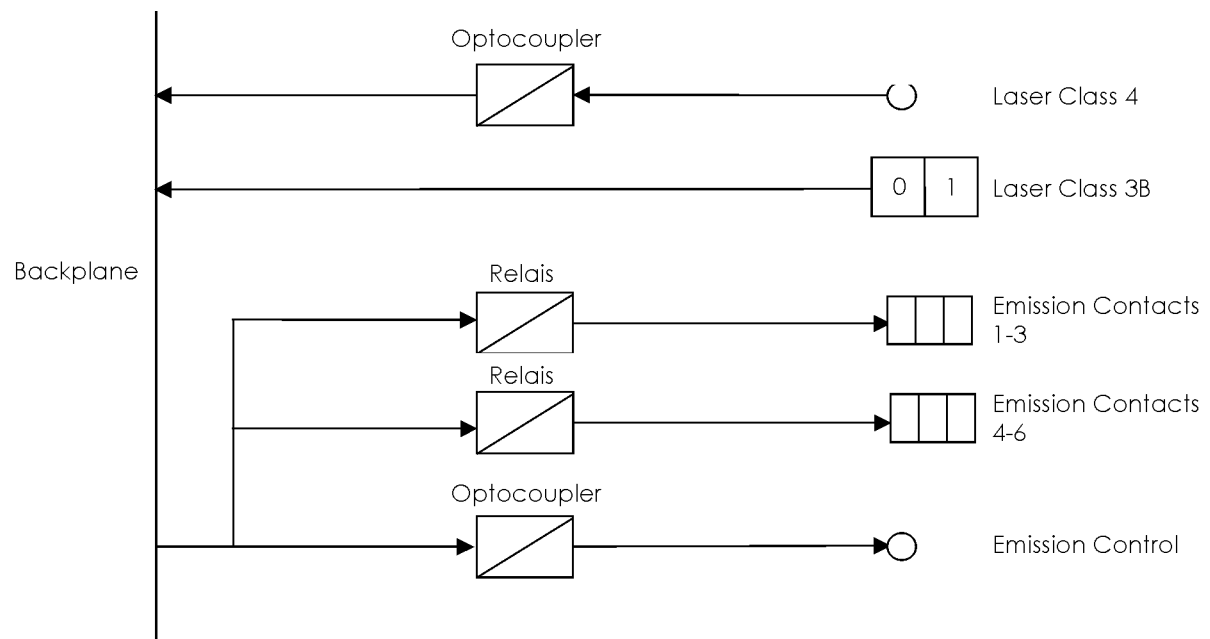 Optocoupler
Laser Class 4
0 1
Laser Class 3B
Backplane
Relais
Emission Contacts
1-3
Relais
Emission Contacts
4-6
Optocoupler
Emission Control